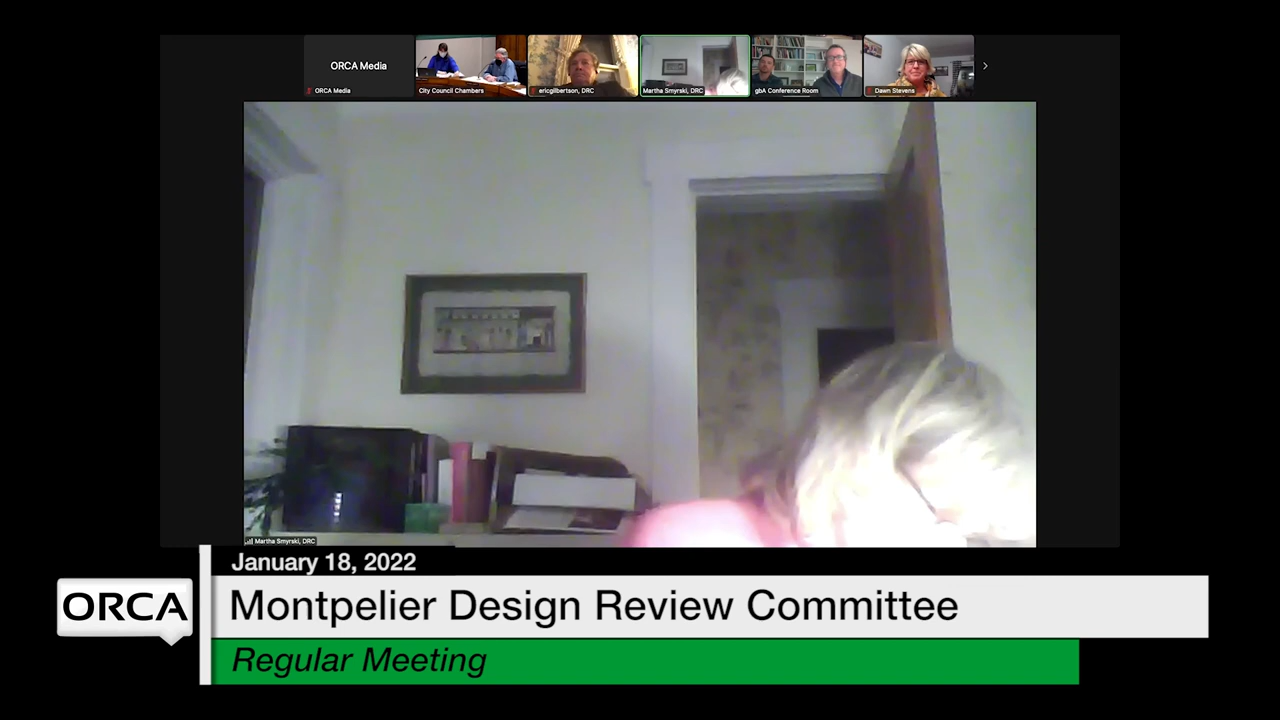 ORCA Media
ORCA Media
City Council Chambers
ericgilbertson, DRC
Martha Smyrski, DRC
gbA Conference Room
Dawn Stevens
Martha Smyrski, DRC
January 18, 2022
ORCA
Montpelier Design Review Committee
Regular Meeting